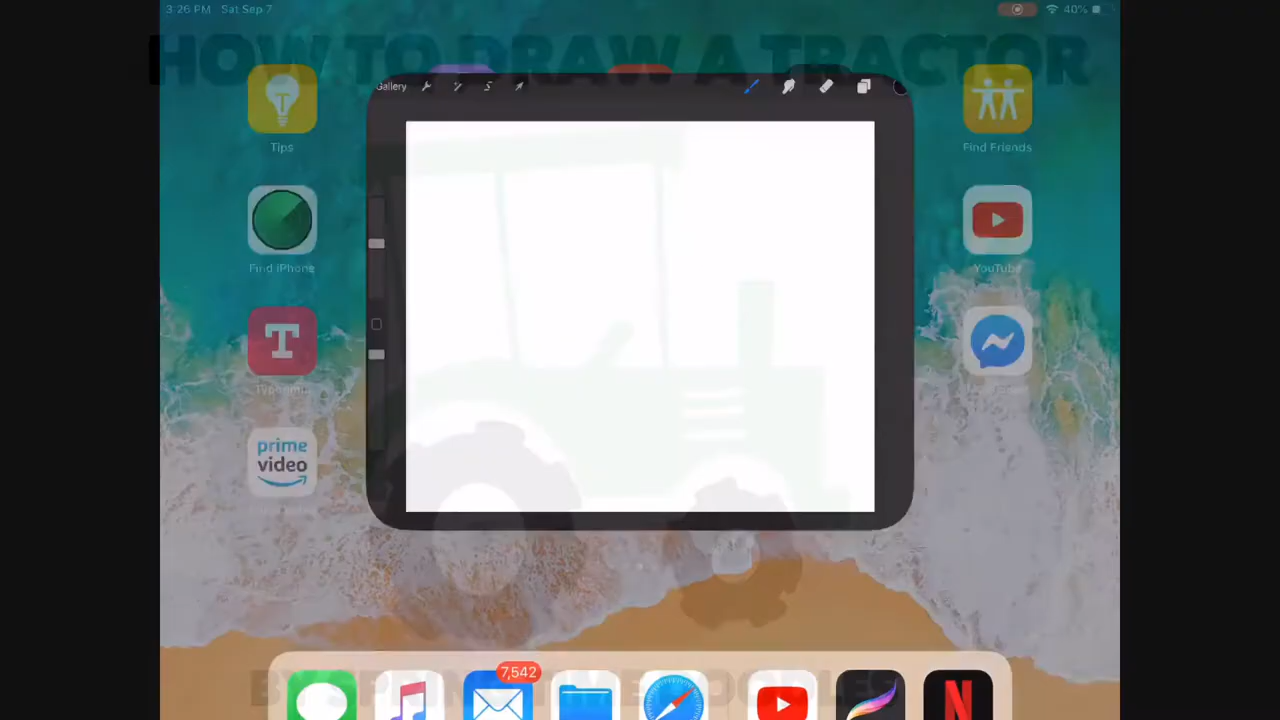 3:26 PM Sat Sep 7
40%
HOW TO DRAW A TRACTOR
Gallery
T
Tips
Find Friends
Find iPhone
YouTube
T
prime
video
7,542
N